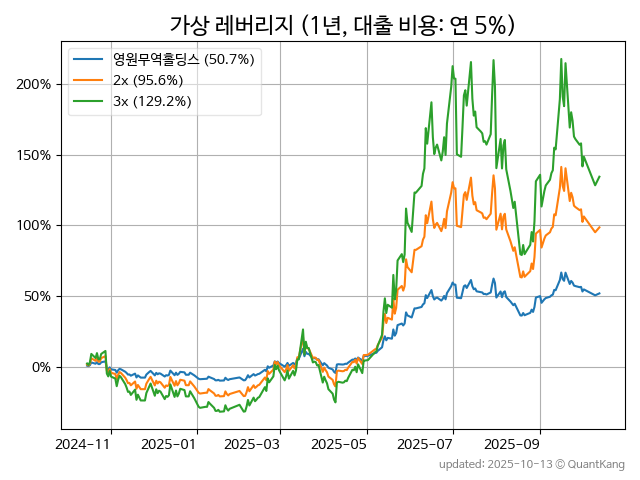 가상 레버리지 (1년, 대출 비용: 연 5%)
영원무역홀딩스 (50.7%)
2x (95.6%)
3x (129.2%)
200%
150%
100%
50%
0%
2024-11 2025-01 2025-03 2025-05 2025-07 2025-09
updated: 2025-10-13 © QuantKang